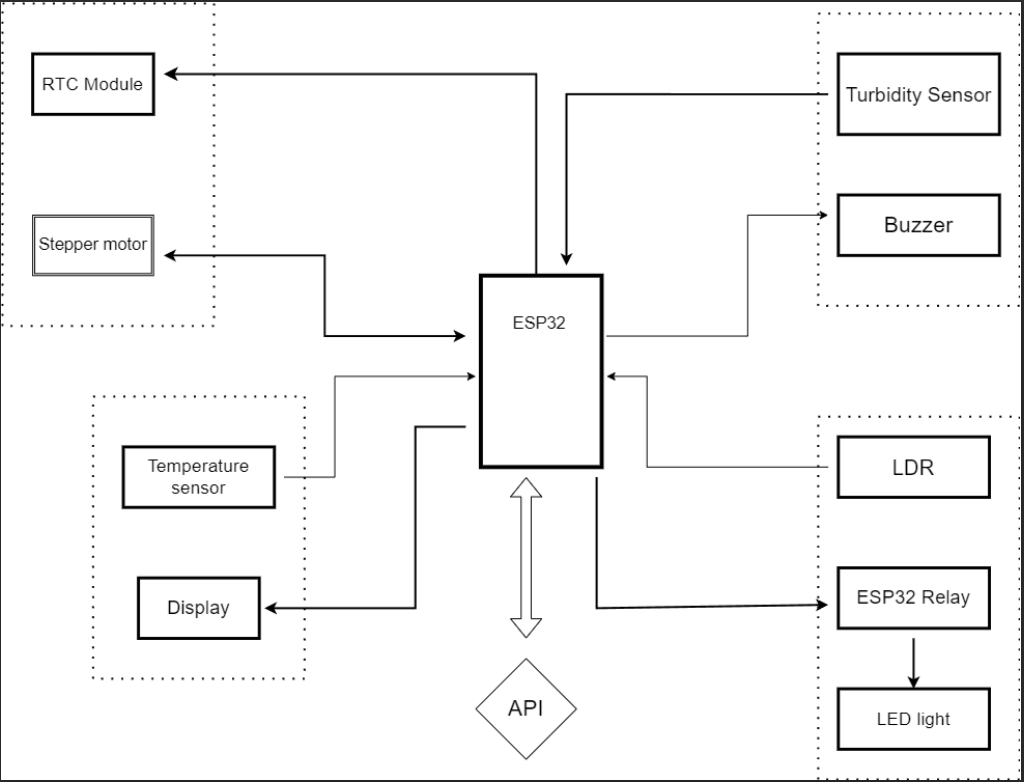 RTC Module
Turbidity Sensor
Stepper motor
Buzzer
ESP32
Temperature
sensor
LDR
Display
ESP32 Relay
API
LED light